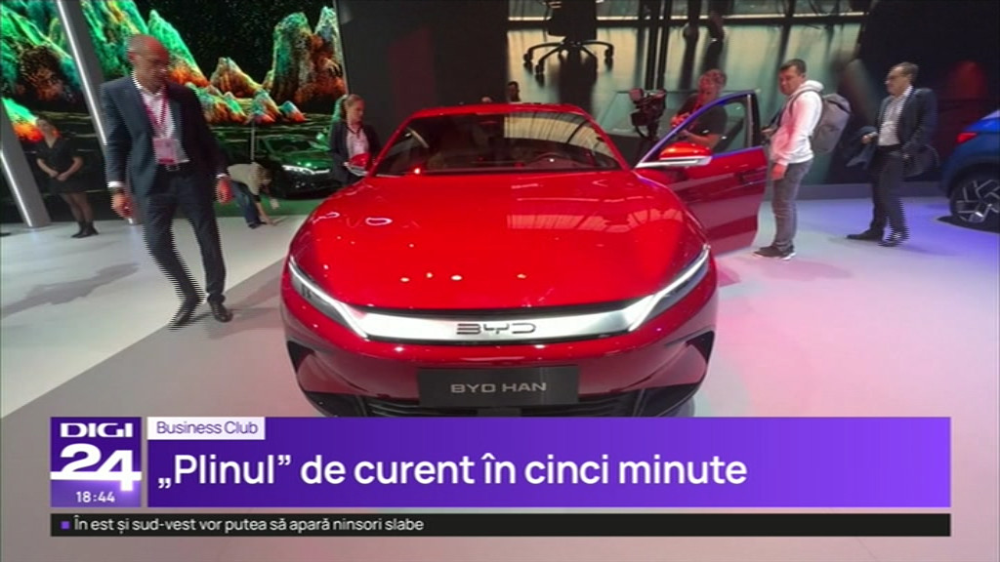 BYD
BYD HAN
DIGI
24
18:44
Business Club
„Plinul” de curent în cinci minute
În est și sud-vest vor putea să apară ninsori slabe